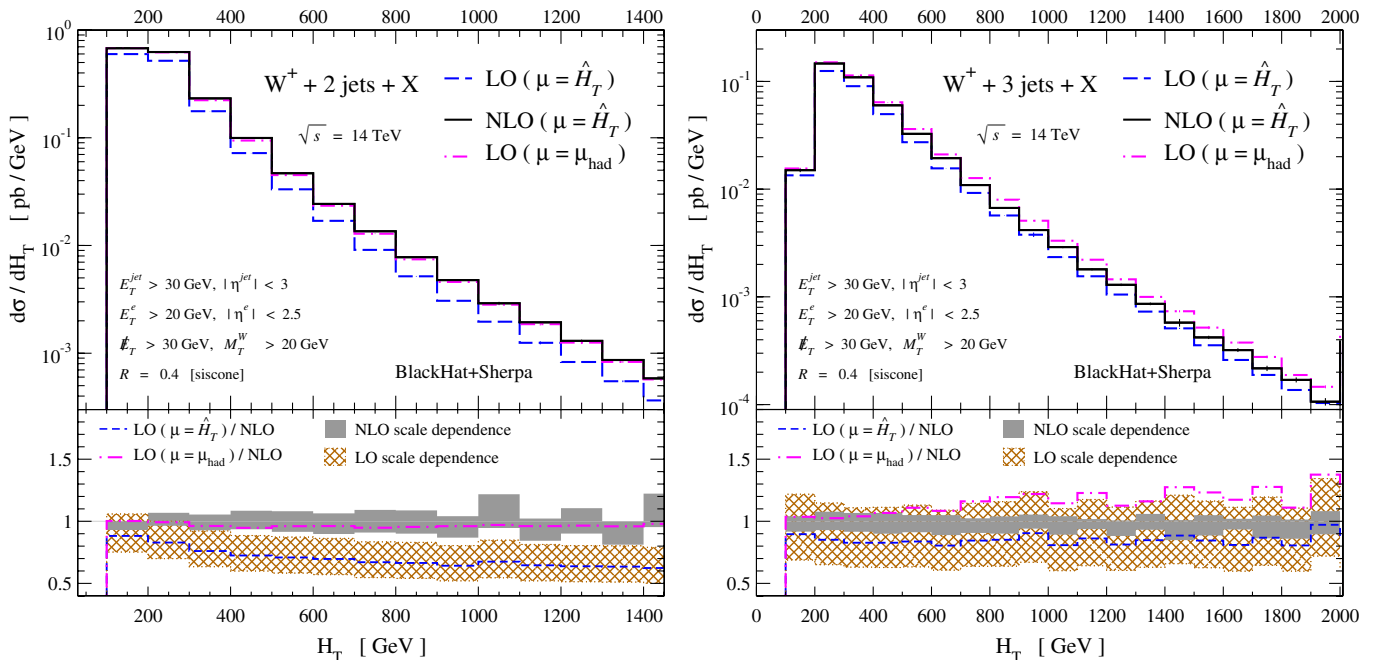 200 400 600 800 1000 1200 1400
10^0
10^-1
10^-2
10^-3
dσ / dH_T [ pb / GeV ]
W^+ + 2 jets + X
√s = 14 TeV
LO ( μ = Ĥ_T )
NLO ( μ = Ĥ_T )
LO ( μ = μ_had )
E_T^jet > 30 GeV, | η^jet | < 3
E_T^e > 20 GeV, | η^e | < 2.5
E̸_T > 30 GeV, M_T^W > 20 GeV
R = 0.4 [siscone]
BlackHat+Sherpa
LO ( μ = Ĥ_T ) / NLO
LO ( μ = μ_had ) / NLO
NLO scale dependence
LO scale dependence
1.5
1
0.5
200 400 600 800 1000 1200 1400
H_T [ GeV ]
0 200 400 600 800 1000 1200 1400 1600 1800 2000
10^-1
10^-2
10^-3
10^-4
dσ / dH_T [ pb / GeV ]
W^+ + 3 jets + X
√s = 14 TeV
LO ( μ = Ĥ_T )
NLO ( μ = Ĥ_T )
LO ( μ = μ_had )
E_T^jet > 30 GeV, | η^jet | < 3
E_T^e > 20 GeV, | η^e | < 2.5
E̸_T > 30 GeV, M_T^W > 20 GeV
R = 0.4 [siscone]
BlackHat+Sherpa
LO ( μ = Ĥ_T ) / NLO
LO ( μ = μ_had ) / NLO
NLO scale dependence
LO scale dependence
1.5
1
0.5
0 200 400 600 800 1000 1200 1400 1600 1800 2000
H_T [ GeV ]